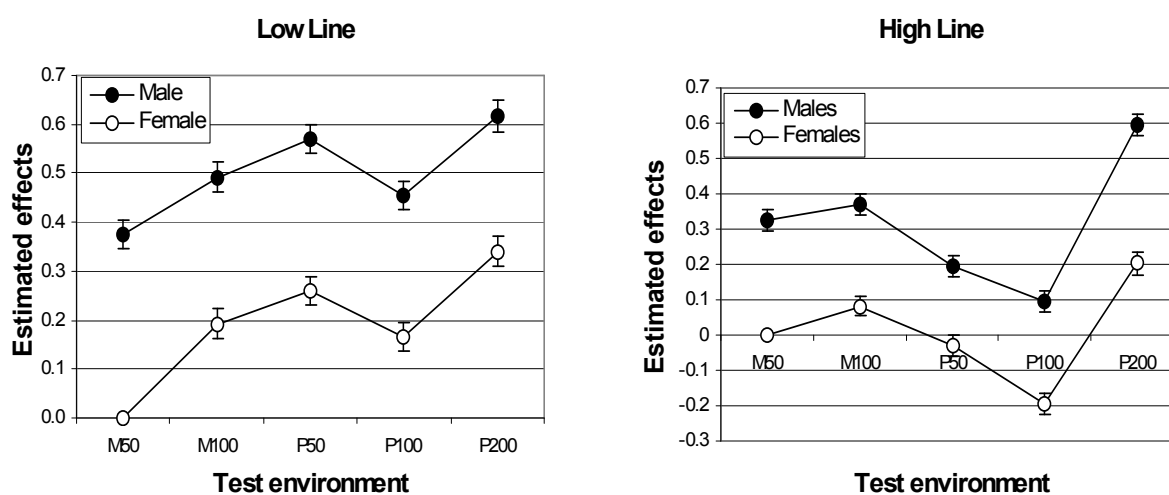 Low Line
0.7
0.6
0.5
0.4
0.3
0.2
0.1
0.0
Male
Female
Estimated effects
M50 M100 P50 P100 P200
Test environment
High Line
0.7
0.6
0.5
0.4
0.3
0.2
0.1
0
-0.1
-0.2
-0.3
Males
Females
Estimated effects
M50 M100 P50 P100 P200
Test environment